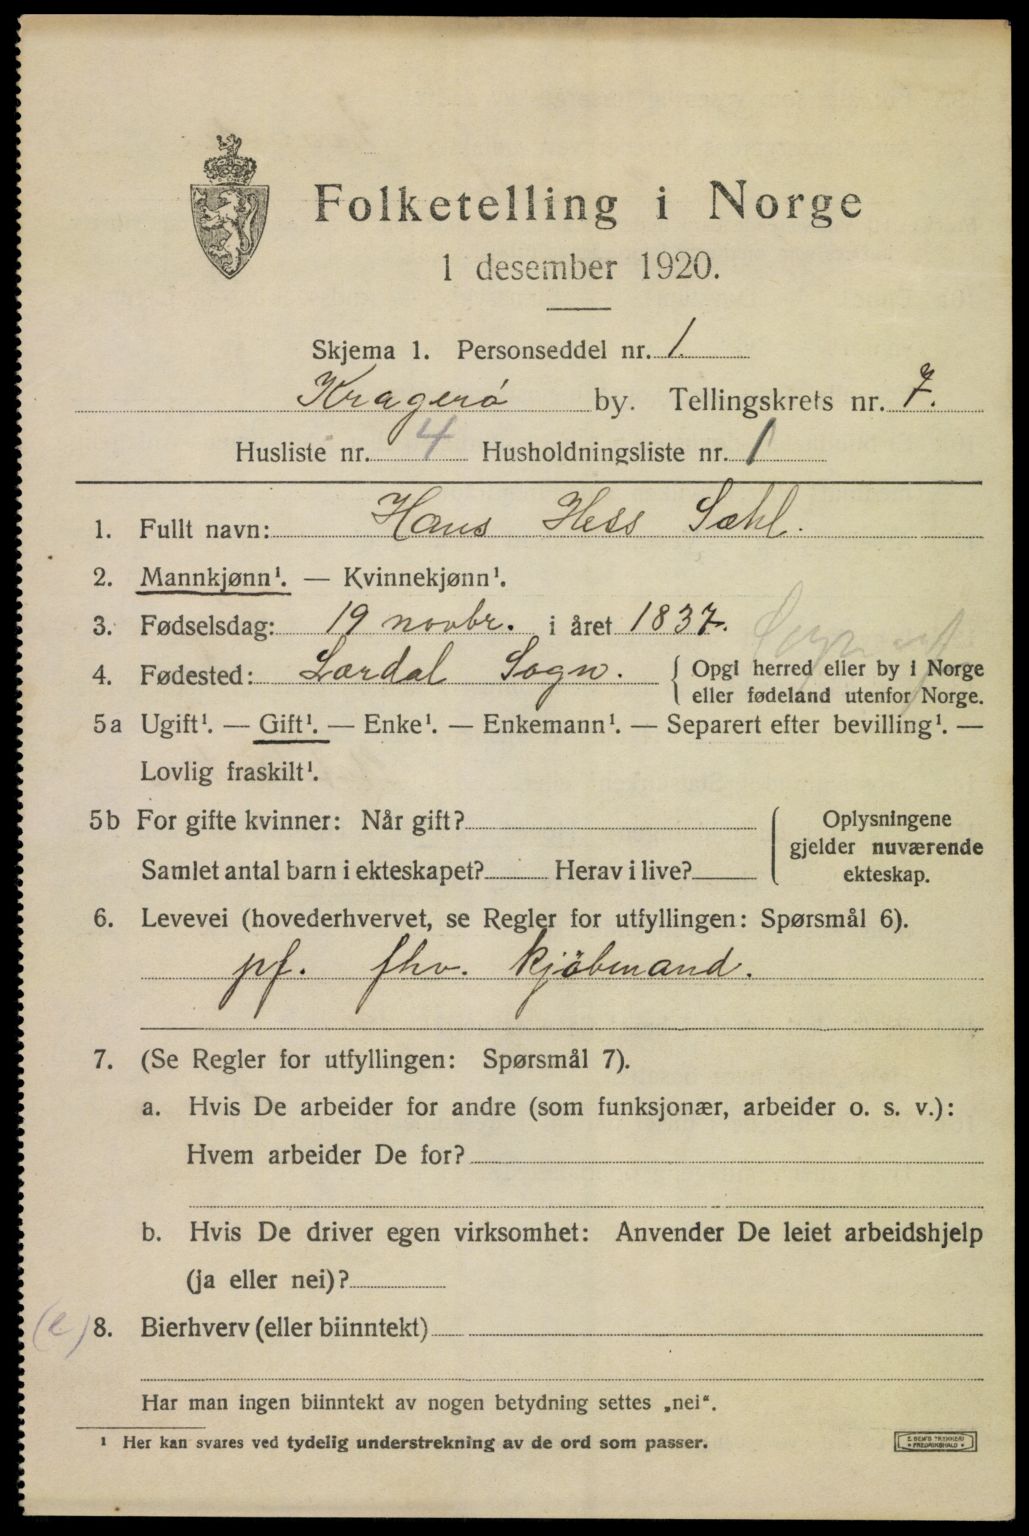 Folketelling i Norge
1 desember 1920.
Skjema 1. Personseddel nr. 1.
Kragerø by. Tellingskrets nr. 7.
Husliste nr. 4 Husholdningsliste nr. 1
1. Fullt navn: Hans Hess Sæhl.
2. Mannkjønn¹. — Kvinnekjønn¹.
3. Fødselsdag: 19 novbr. i året 1837.
4. Fødested: Lærdal Sogn. { Opgi herred eller by i Norge
eller fødeland utenfor Norge.
5a Ugift¹. — Gift¹. — Enke¹. — Enkemann¹. — Separert efter bevilling¹. —
Lovlig fraskilt¹.
5b For gifte kvinner: Når gift?
Samlet antal barn i ekteskapet? Herav i live?
Oplysningene
gjelder nuværende
ekteskap.
6. Levevei (hovederhvervet, se Regler for utfyllingen: Spørsmål 6).
pf. fhv. kjöbmand.
7. (Se Regler for utfyllingen: Spørsmål 7).
a. Hvis De arbeider for andre (som funksjonær, arbeider o. s. v.):
Hvem arbeider De for?
b. Hvis De driver egen virksomhet: Anvender De leiet arbeidshjelp
(ja eller nei)?
(e) 8. Bierhverv (eller biinntekt)
Har man ingen biinntekt av nogen betydning settes „nei“.
¹ Her kan svares ved tydelig understrekning av de ord som passer.